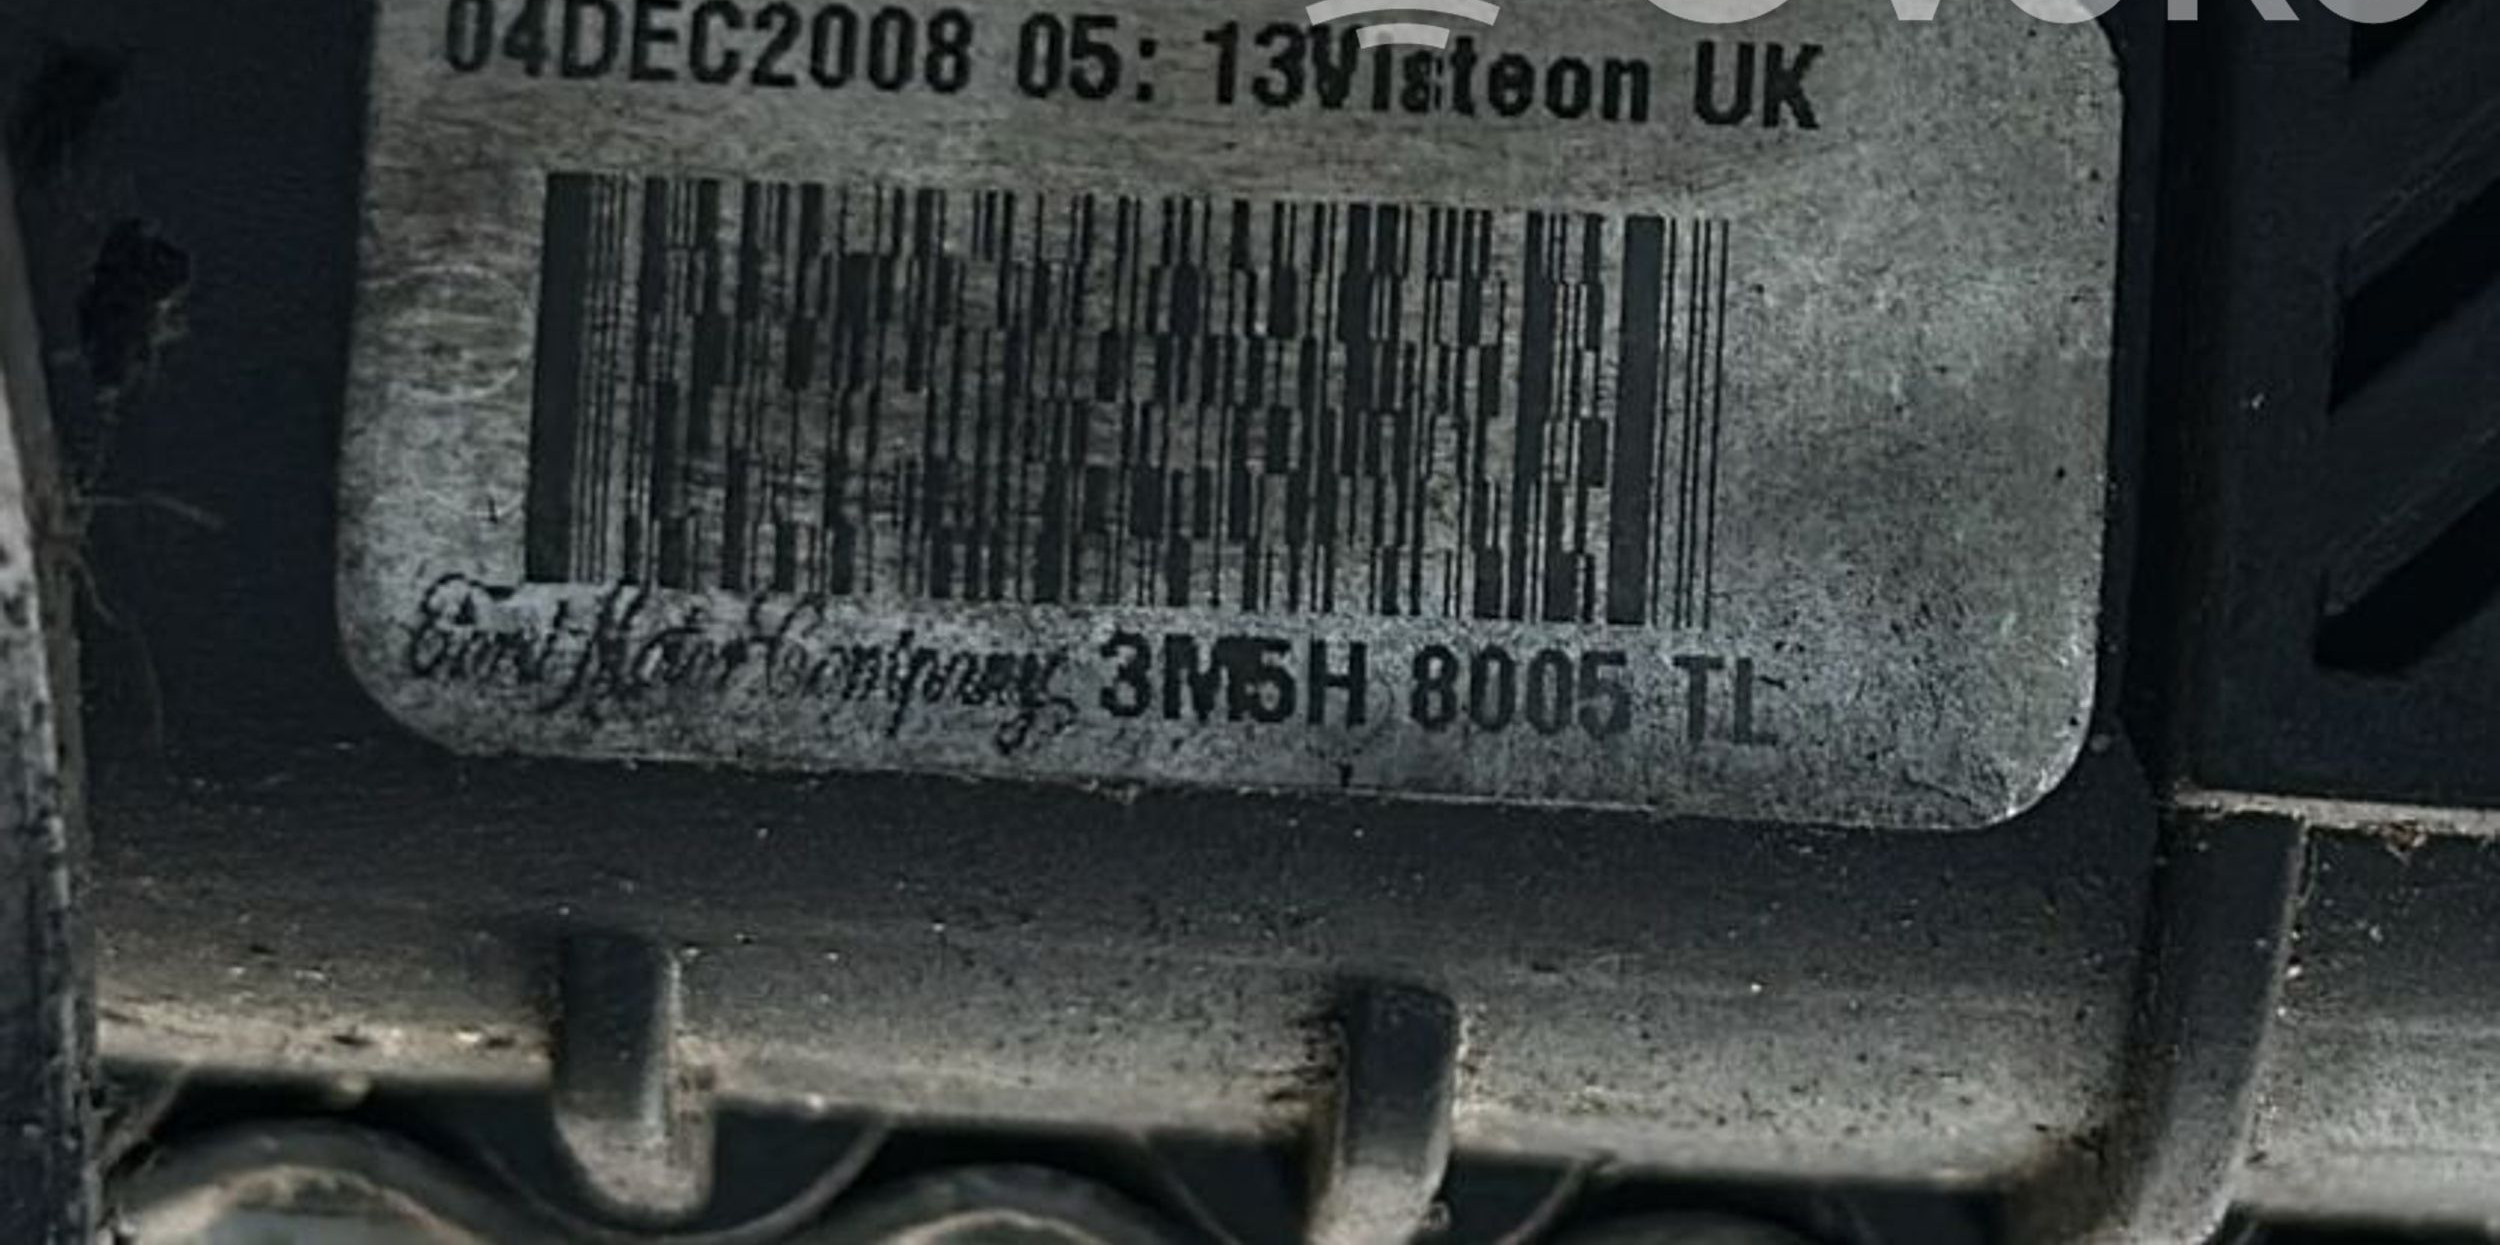 04DEC2008 05: 13Visteon UK
Ford Motor Company 3M5H 8005 TL